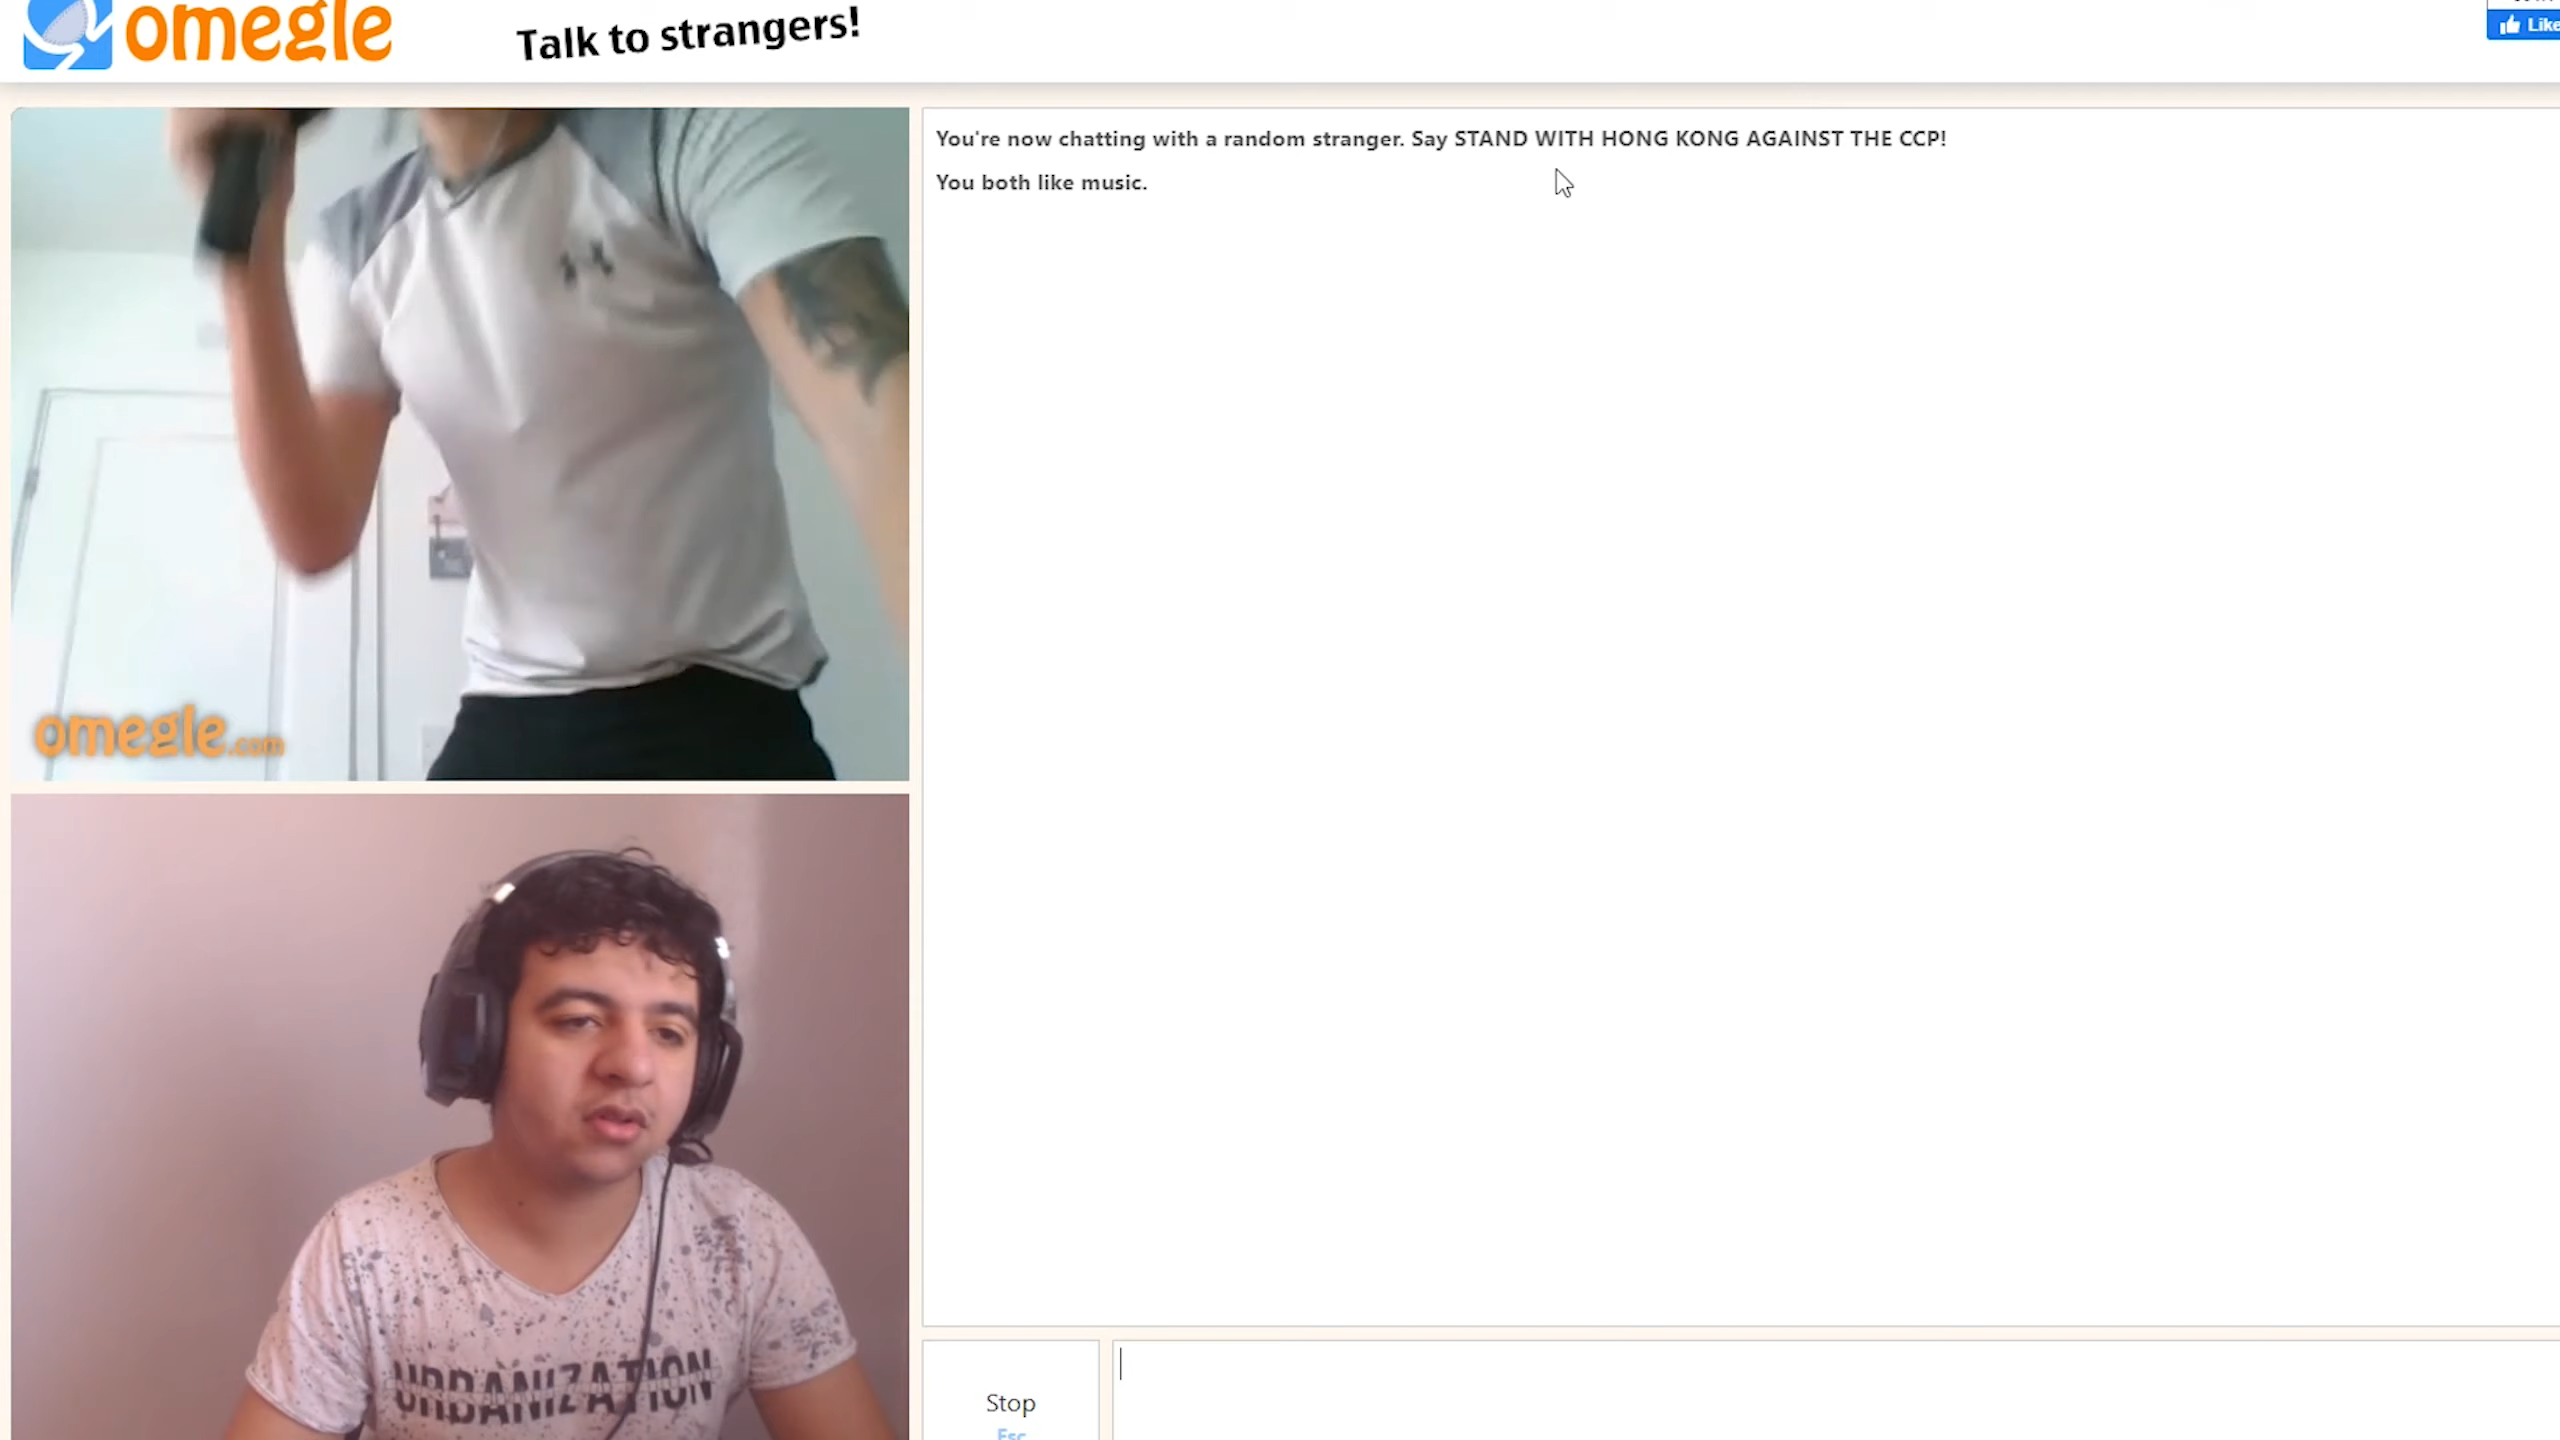 omegle
Talk to strangers!
Like
You're now chatting with a random stranger. Say STAND WITH HONG KONG AGAINST THE CCP!
You both like music.
omegle.com
URBANIZATION
Stop
Esc